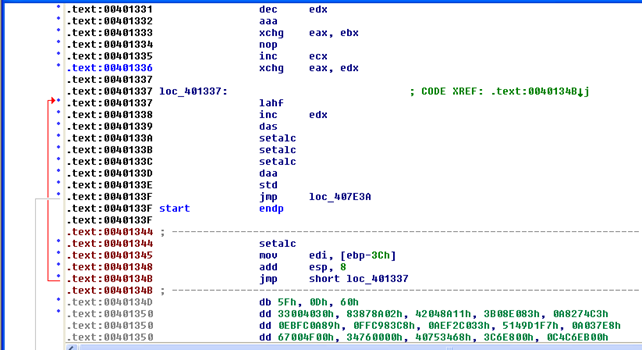 .text:00401331 dec edx
.text:00401332 aaa
.text:00401333 xchg eax, ebx
.text:00401334 nop
.text:00401335 inc ecx
.text:00401336 xchg eax, edx
.text:00401337
.text:00401337 loc_401337: ; CODE XREF: .text:0040134B↓j
.text:00401337 lahf
.text:00401338 inc edx
.text:00401339 das
.text:0040133A setalc
.text:0040133B setalc
.text:0040133C setalc
.text:0040133D daa
.text:0040133E std
.text:0040133F jmp loc_407E3A
.text:0040133F start endp
.text:0040133F
.text:00401344 ; ---------------------------------------------------------------------------
.text:00401344 setalc
.text:00401345 mov edi, [ebp-3Ch]
.text:00401348 add esp, 8
.text:0040134B jmp short loc_401337
.text:0040134B ; ---------------------------------------------------------------------------
.text:0040134D db 5Fh, 0Dh, 60h
.text:00401350 dd 33004030h, 83878A02h, 42048A11h, 3B08E083h, 0A8274C3h
.text:00401350 dd 0EBFC0A89h, 0FFC983C8h, 0AEF2C033h, 5149D1F7h, 0A037E8h
.text:00401350 dd 67004F00h, 34760000h, 40753468h, 3C6E800h, 0C4C6EB00h